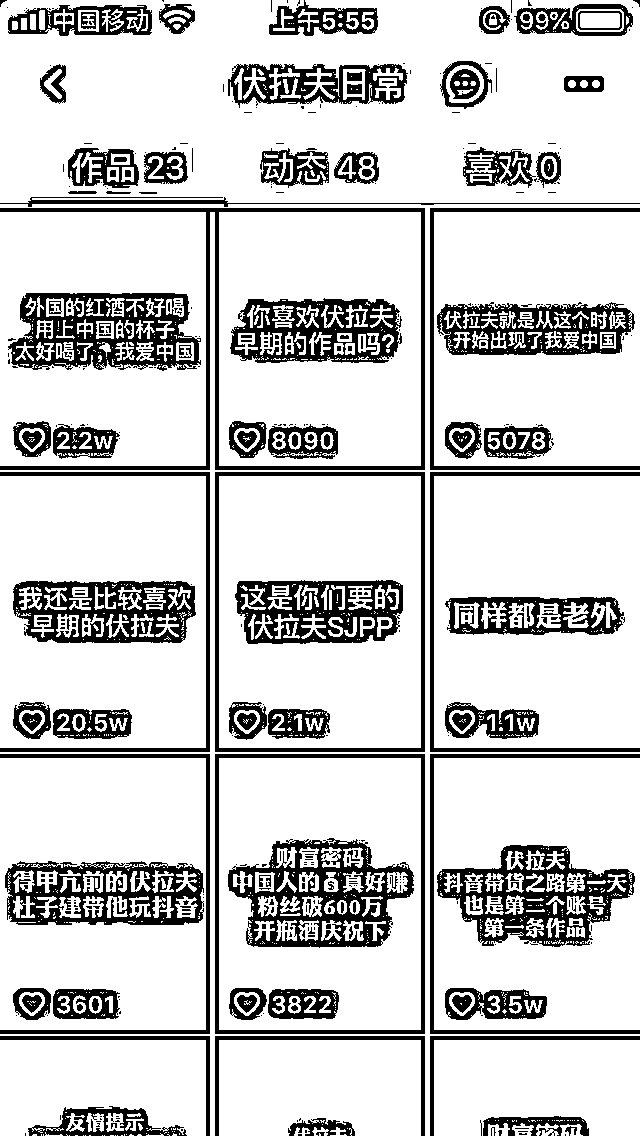 中国移动
上午5:55
99%
伏拉夫日常
作品 23
动态 48
喜欢 0
外国的红酒不好喝
用上中国的杯子
太好喝了 我爱中国
2.2w
你喜欢伏拉夫
早期的作品吗?
8090
伏拉夫就是从这个时候
开始出现了我爱中国
5078
我还是比较喜欢
早期的伏拉夫
20.5w
这是你们要的
伏拉夫SJPP
2.1w
同样都是老外
1.1w
得甲亢前的伏拉夫
杜子建带他玩抖音
3601
财富密码
中国人的💰真好赚
粉丝破600万
开瓶酒庆祝下
3822
伏拉夫
抖音带货之路第一天
也是第二个账号
第一条作品
3.5w
友情提示
伏拉夫
财富密码